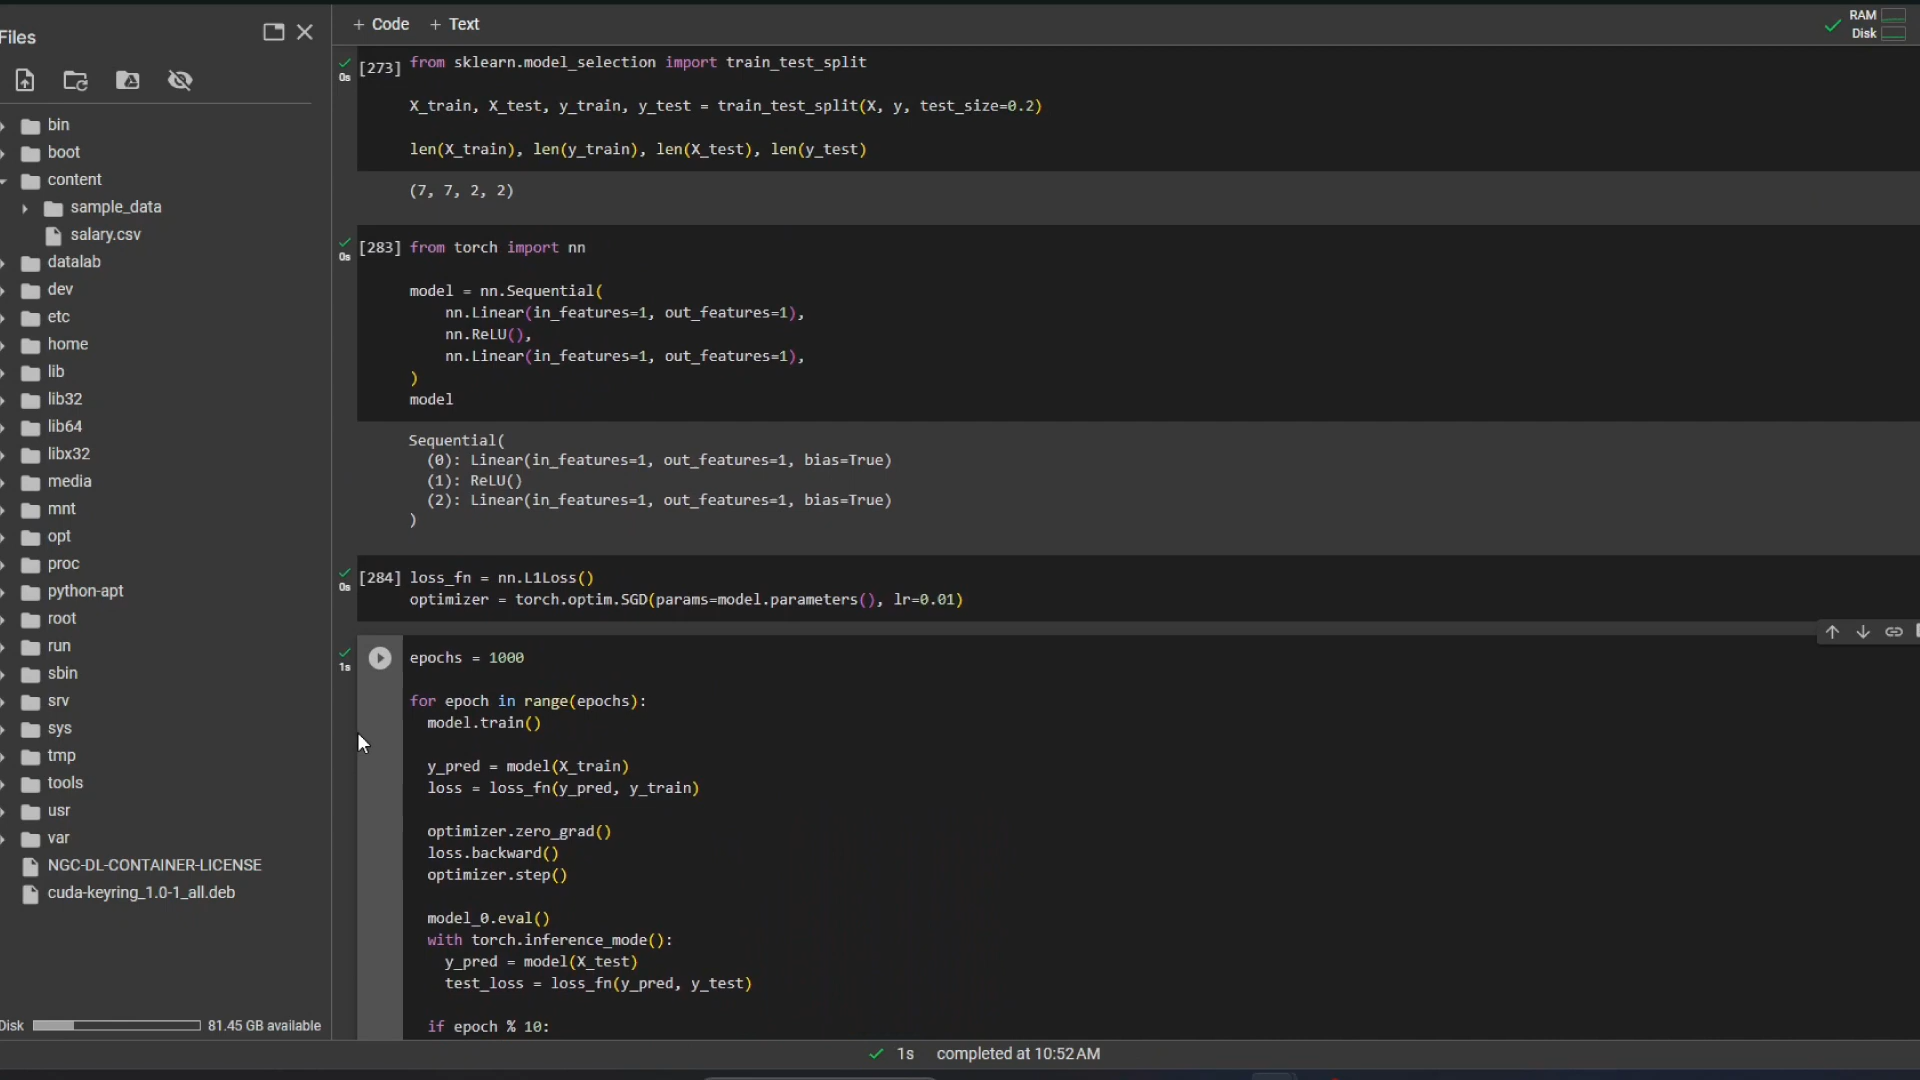 Files
+ Code + Text
RAM
Disk
bin
boot
content
sample_data
salary.csv
datalab
dev
etc
home
lib
lib32
lib64
libx32
media
mnt
opt
proc
python-apt
root
run
sbin
srv
sys
tmp
tools
usr
var
NGC-DL-CONTAINER-LICENSE
cuda-keyring_1.0-1_all.deb
Disk 81.45 GB available
0s [273] from sklearn.model_selection import train_test_split
X_train, X_test, y_train, y_test = train_test_split(X, y, test_size=0.2)
len(X_train), len(y_train), len(X_test), len(y_test)
(7, 7, 2, 2)
0s [283] from torch import nn
model = nn.Sequential(
nn.Linear(in_features=1, out_features=1),
nn.ReLU(),
nn.Linear(in_features=1, out_features=1),
)
model
Sequential(
(0): Linear(in_features=1, out_features=1, bias=True)
(1): ReLU()
(2): Linear(in_features=1, out_features=1, bias=True)
)
0s [284] loss_fn = nn.L1Loss()
optimizer = torch.optim.SGD(params=model.parameters(), lr=0.01)
1s epochs = 1000
for epoch in range(epochs):
model.train()
y_pred = model(X_train)
loss = loss_fn(y_pred, y_train)
optimizer.zero_grad()
loss.backward()
optimizer.step()
model_0.eval()
with torch.inference_mode():
y_pred = model(X_test)
test_loss = loss_fn(y_pred, y_test)
if epoch % 10:
1s completed at 10:52 AM